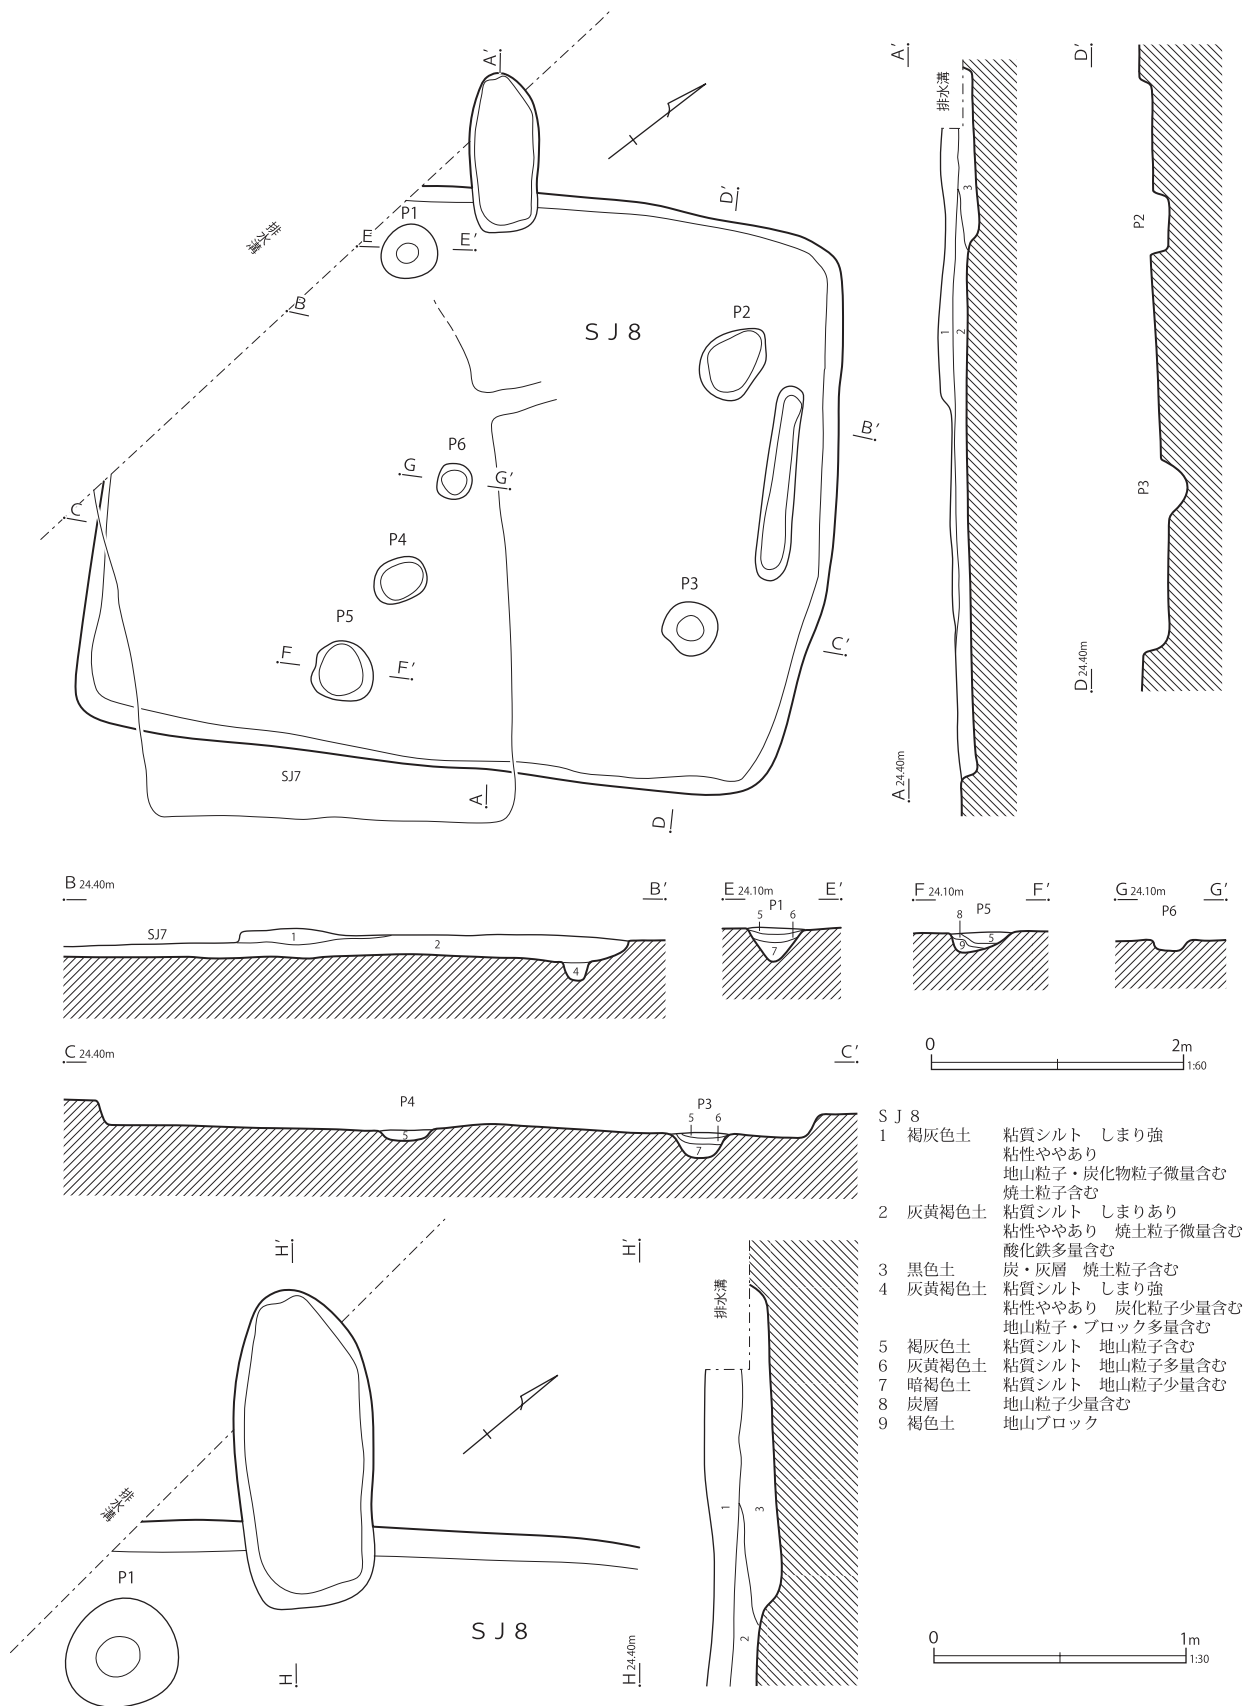 A′
A′
D′
排水溝
D′
P1
E
E′
排水溝
B
3
P2
S J 8
P2
1
2
B′
P6
G
G′
C
P3
P4
P3
P5
C′
F
F′
D 24.40m
SJ7
A
A 24.40m
D
B 24.40m
B′
E 24.10m
E′
P1
5
6
7
F 24.10m
F′
P5
8
5
9
G 24.10m
G′
P6
SJ7
1
2
4
0
2m
1:60
C 24.40m
C′
P4
5
P3
5
6
7
S J 8
1 褐灰色土 粘質シルト しまり強
粘性ややあり
地山粒子・炭化物粒子微量含む
焼土粒子含む
2 灰黄褐色土 粘質シルト しまりあり
粘性ややあり 焼土粒子微量含む
酸化鉄多量含む
3 黒色土 炭・灰層 焼土粒子含む
4 灰黄褐色土 粘質シルト しまり強
粘性ややあり 炭化粒子少量含む
地山粒子・ブロック多量含む
5 褐灰色土 粘質シルト 地山粒子含む
6 灰黄褐色土 粘質シルト 地山粒子多量含む
7 暗褐色土 粘質シルト 地山粒子少量含む
8 炭層 地山粒子少量含む
9 褐色土 地山ブロック
H′
H′
排水溝
排水溝
1
3
P1
S J 8
2
H
H 24.40m
0
1m
1:30